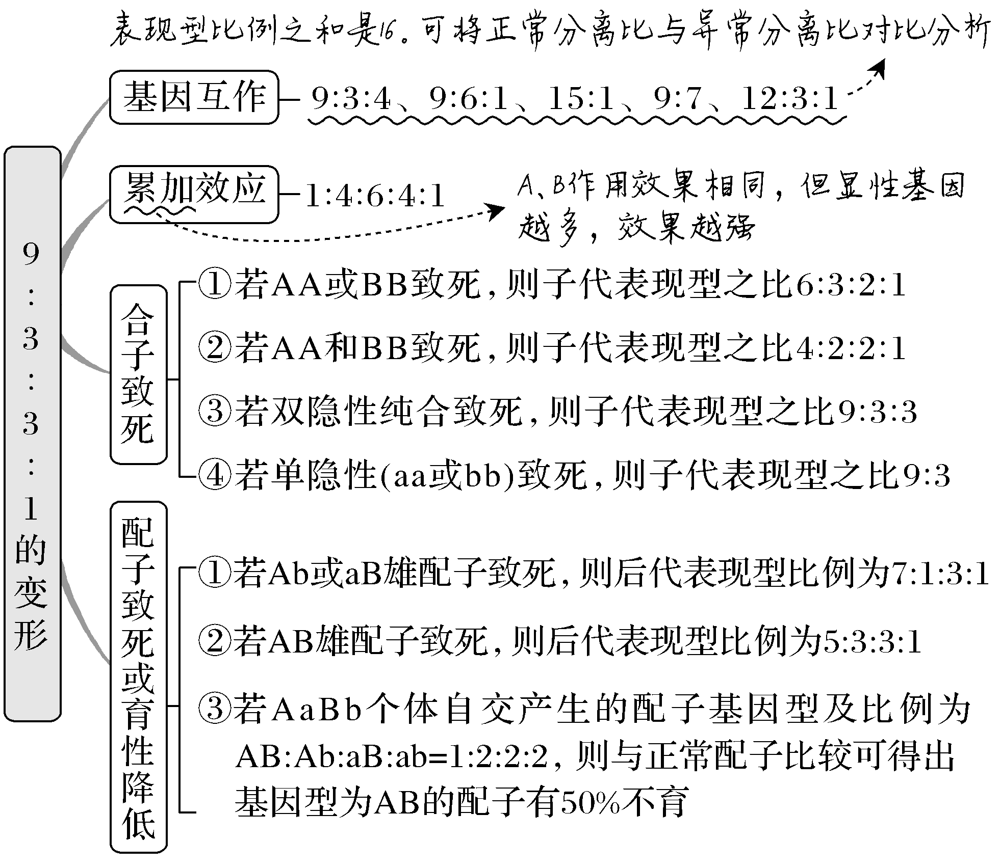 表现型比例之和是16。可将正常分离比与异常分离比对比分析
基因互作
9:3:4、9:6:1、15:1、9:7、12:3:1
累加效应
1:4:6:4:1
A、B作用效果相同，但显性基因
越多，效果越强
9:3:3:1的变形
合子致死
①若AA或BB致死，则子代表现型之比6:3:2:1
②若AA和BB致死，则子代表现型之比4:2:2:1
③若双隐性纯合致死，则子代表现型之比9:3:3
④若单隐性(aa或bb)致死，则子代表现型之比9:3
配子致死或育性降低
①若Ab或aB雄配子致死，则后代表现型比例为7:1:3:1
②若AB雄配子致死，则后代表现型比例为5:3:3:1
③若AaBb个体自交产生的配子基因型及比例为
AB:Ab:aB:ab=1:2:2:2，则与正常配子比较可得出
基因型为AB的配子有50%不育